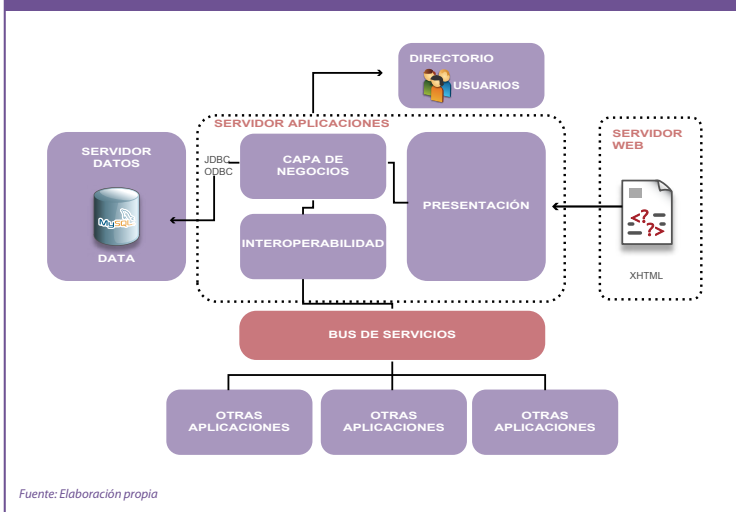 DIRECTORIO
USUARIOS
SERVIDOR APLICACIONES
SERVIDOR
DATOS
MySQL
DATA
JDBC
ODBC
CAPA DE
NEGOCIOS
INTEROPERABILIDAD
PRESENTACIÓN
SERVIDOR
WEB
<?
?>
XHTML
BUS DE SERVICIOS
OTRAS
APLICACIONES
OTRAS
APLICACIONES
OTRAS
APLICACIONES
Fuente: Elaboración propia